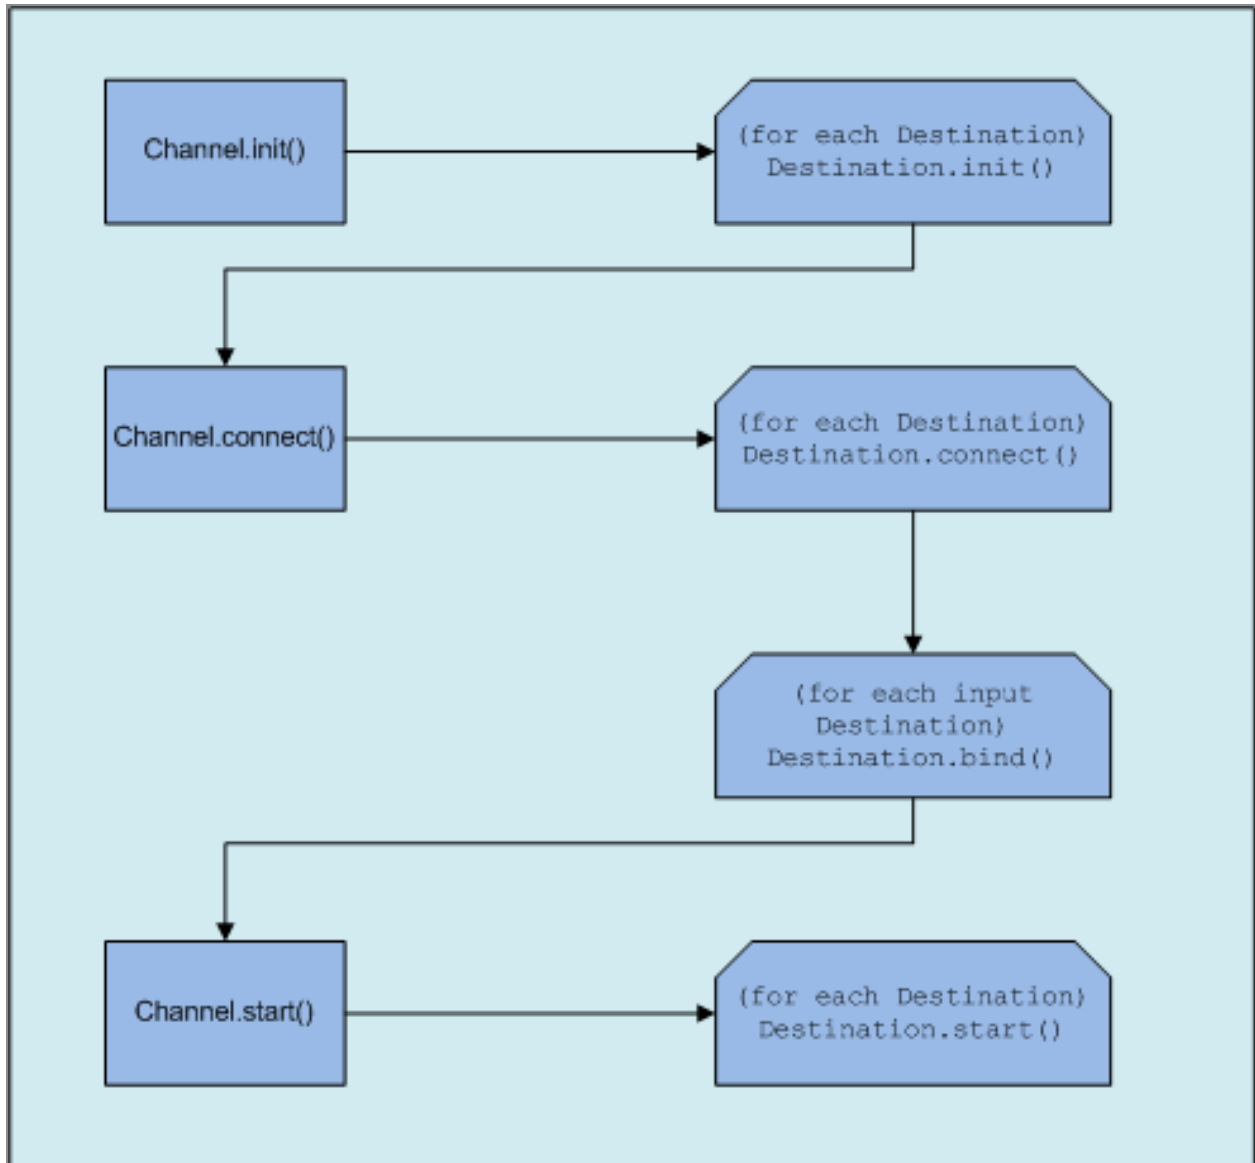 Channel.init()
(for each Destination)
Destination.init()
Channel.connect()
(for each Destination)
Destination.connect()
(for each input
Destination)
Destination.bind()
Channel.start()
(for each Destination)
Destination.start()